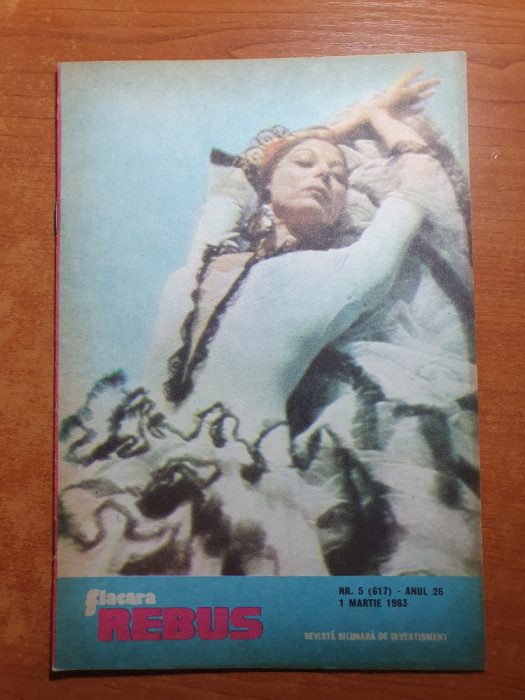 flacara
REBUS
NR. 5 (617) - ANUL 26
1 MARTIE 1983
REVISTĂ BILUNARĂ DE DIVERTISMENT